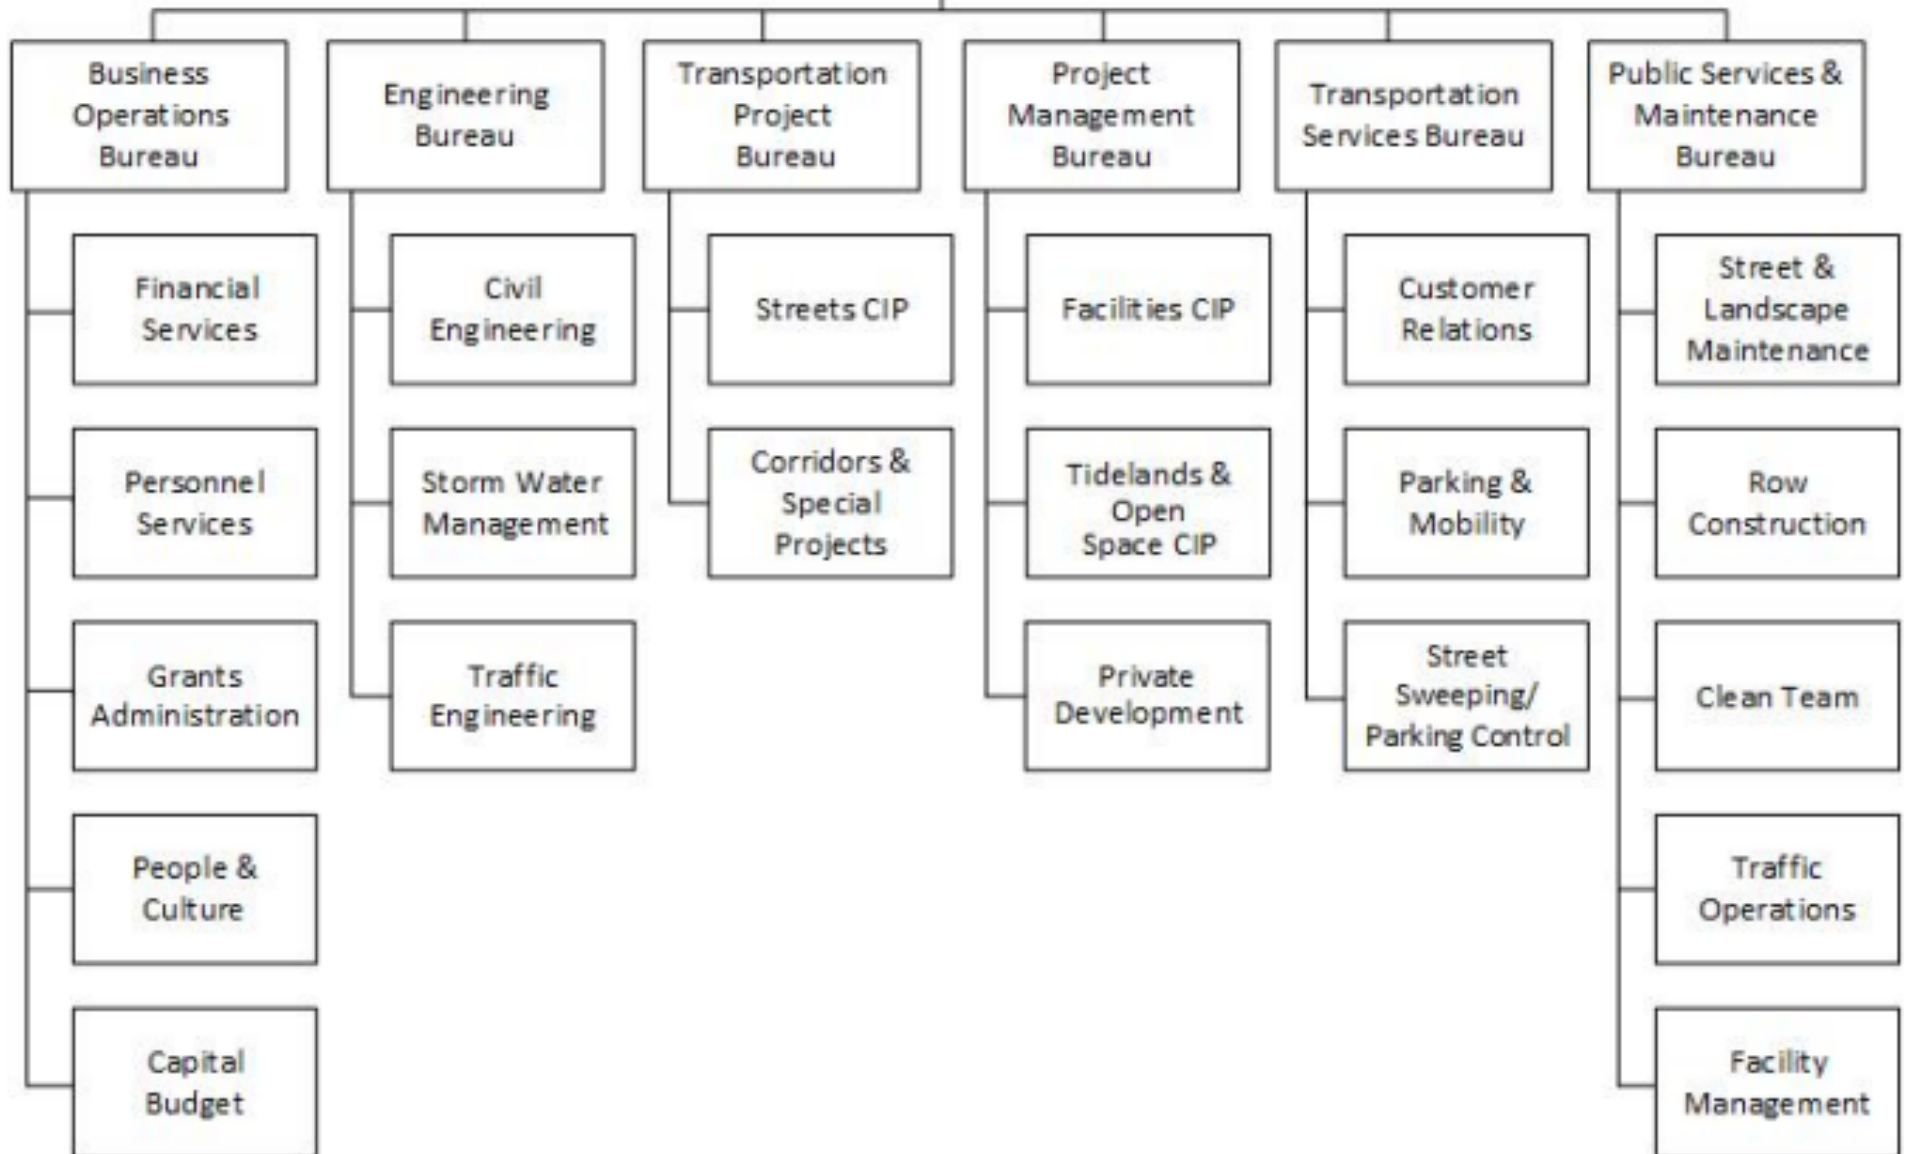 Business
Operations
Bureau
Engineering
Bureau
Transportation
Project
Bureau
Project
Management
Bureau
Transportation
Services Bureau
Public Services &
Maintenance
Bureau
Financial
Services
Civil
Engineering
Streets CIP
Facilities CIP
Customer
Relations
Street &
Landscape
Maintenance
Personnel
Services
Storm Water
Management
Corridors &
Special
Projects
Tidelands &
Open
Space CIP
Parking &
Mobility
Row
Construction
Grants
Administration
Traffic
Engineering
Private
Development
Street
Sweeping/
Parking Control
Clean Team
People &
Culture
Traffic
Operations
Capital
Budget
Facility
Management